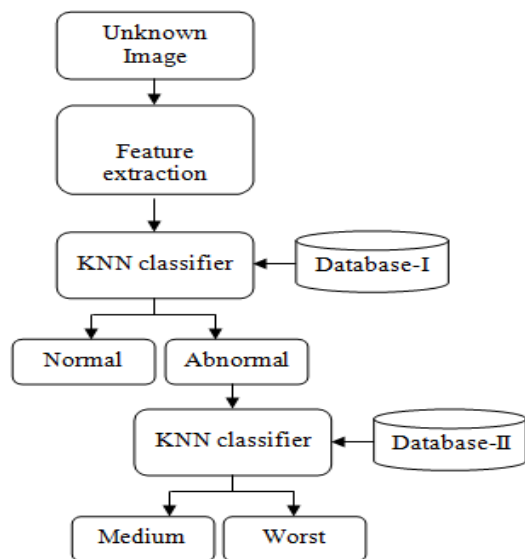 Unknown
Image
Feature
extraction
KNN classifier
Database-I
Normal
Abnormal
KNN classifier
Database-II
Medium
Worst